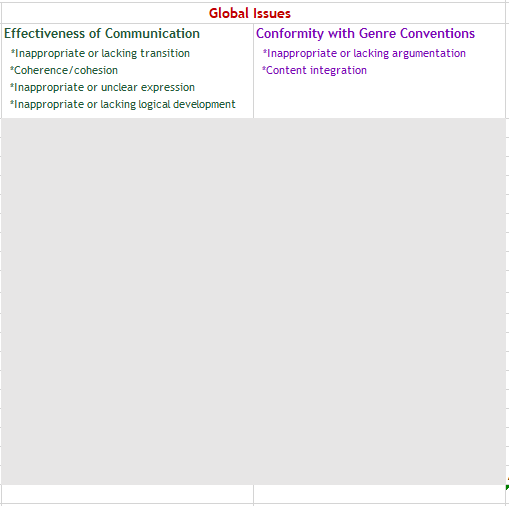 Global Issues
Effectiveness of Communication
*Inappropriate or lacking transition
*Coherence/cohesion
*Inappropriate or unclear expression
*Inappropriate or lacking logical development
Conformity with Genre Conventions
*Inappropriate or lacking argumentation
*Content integration